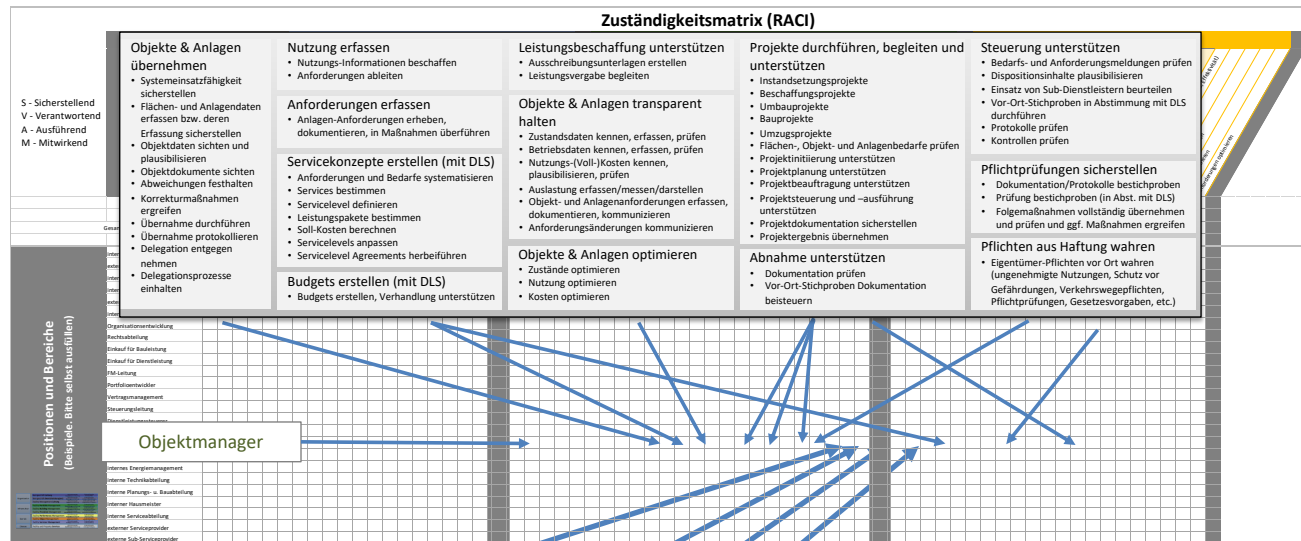 Zuständigkeitsmatrix (RACI)
S - Sicherstellend
V - Verantwortend
A - Ausführend
M - Mitwirkend
Objekte & Anlagen
übernehmen
• Systemeinsatzfähigkeit
sicherstellen
• Flächen- und Anlagendaten
erfassen bzw. deren
Erfassung sicherstellen
• Objektdaten sichten und
plausibilisieren
• Objektdokumente sichten
• Abweichungen festhalten
• Korrekturmaßnahmen
ergreifen
• Übernahme durchführen
• Übernahme protokollieren
• Delegation entgegen
nehmen
• Delegationsprozesse
einhalten
Nutzung erfassen
• Nutzungs-Informationen beschaffen
• Anforderungen ableiten
Anforderungen erfassen
• Anlagen-Anforderungen erheben,
dokumentieren, in Maßnahmen überführen
Servicekonzepte erstellen (mit DLS)
• Anforderungen und Bedarfe systematisieren
• Services bestimmen
• Servicelevel definieren
• Leistungspakete bestimmen
• Soll-Kosten berechnen
• Servicelevels anpassen
• Servicelevel Agreements herbeiführen
Budgets erstellen (mit DLS)
• Budgets erstellen, Verhandlung unterstützen
Leistungsbeschaffung unterstützen
• Ausschreibungsunterlagen erstellen
• Leistungsvergabe begleiten
Objekte & Anlagen transparent
halten
• Zustandsdaten kennen, erfassen, prüfen
• Betriebsdaten kennen, erfassen, prüfen
• Nutzungs-(Voll-)Kosten kennen,
plausibilisieren, prüfen
• Auslastung erfassen/messen/darstellen
• Objekt- und Anlagenanforderungen erfassen,
dokumentieren, kommunizieren
• Anforderungsänderungen kommunizieren
Objekte & Anlagen optimieren
• Zustände optimieren
• Nutzung optimieren
• Kosten optimieren
Projekte durchführen, begleiten und
unterstützen
• Instandsetzungsprojekte
• Beschaffungsprojekte
• Umbauprojekte
• Bauprojekte
• Umzugsprojekte
• Flächen-, Objekt- und Anlagenbedarfe prüfen
• Projektinitiierung unterstützen
• Projektplanung unterstützen
• Projektbeauftragung unterstützen
• Projektsteuerung und –ausführung
unterstützen
• Projektdokumentation sicherstellen
• Projektergebnis übernehmen
Abnahme unterstützen
• Dokumentation prüfen
• Vor-Ort-Stichproben Dokumentation
beisteuern
Steuerung unterstützen
• Bedarfs- und Anforderungsmeldungen prüfen
• Dispositionsinhalte plausibilisieren
• Einsatz von Sub-Dienstleistern beurteilen
• Vor-Ort-Stichproben in Abstimmung mit DLS
durchführen
• Protokolle prüfen
• Kontrollen prüfen
Pflichtprüfungen sicherstellen
• Dokumentation/Protokolle bestichproben
• Prüfung bestichproben (in Abst. mit DLS)
• Folgemaßnahmen vollständig übernehmen
und prüfen und ggf. Maßnahmen ergreifen
Pflichten aus Haftung wahren
• Eigentümer-Pflichten vor Ort wahren
(ungenehmigte Nutzungen, Schutz vor
Gefährdungen, Verkehrswegepflichten,
Pflichtprüfungen, Gesetzesvorgaben, etc.)
Positionen und Bereiche
(Beispiele. Bitte selbst ausfüllen)
Organisationsentwicklung
Rechtsabteilung
Einkauf für Bauleistung
Einkauf für Dienstleistung
FM-Leitung
Portfolioentwickler
Vertragsmanagement
Steuerungsleitung
Objektmanager
Internes Energiemanagement
interne Technikabteilung
interne Planungs- u. Bauabteilung
interner Hausmeister
interne Serviceabteilung
externer Serviceprovider
externe Sub-Serviceprovider